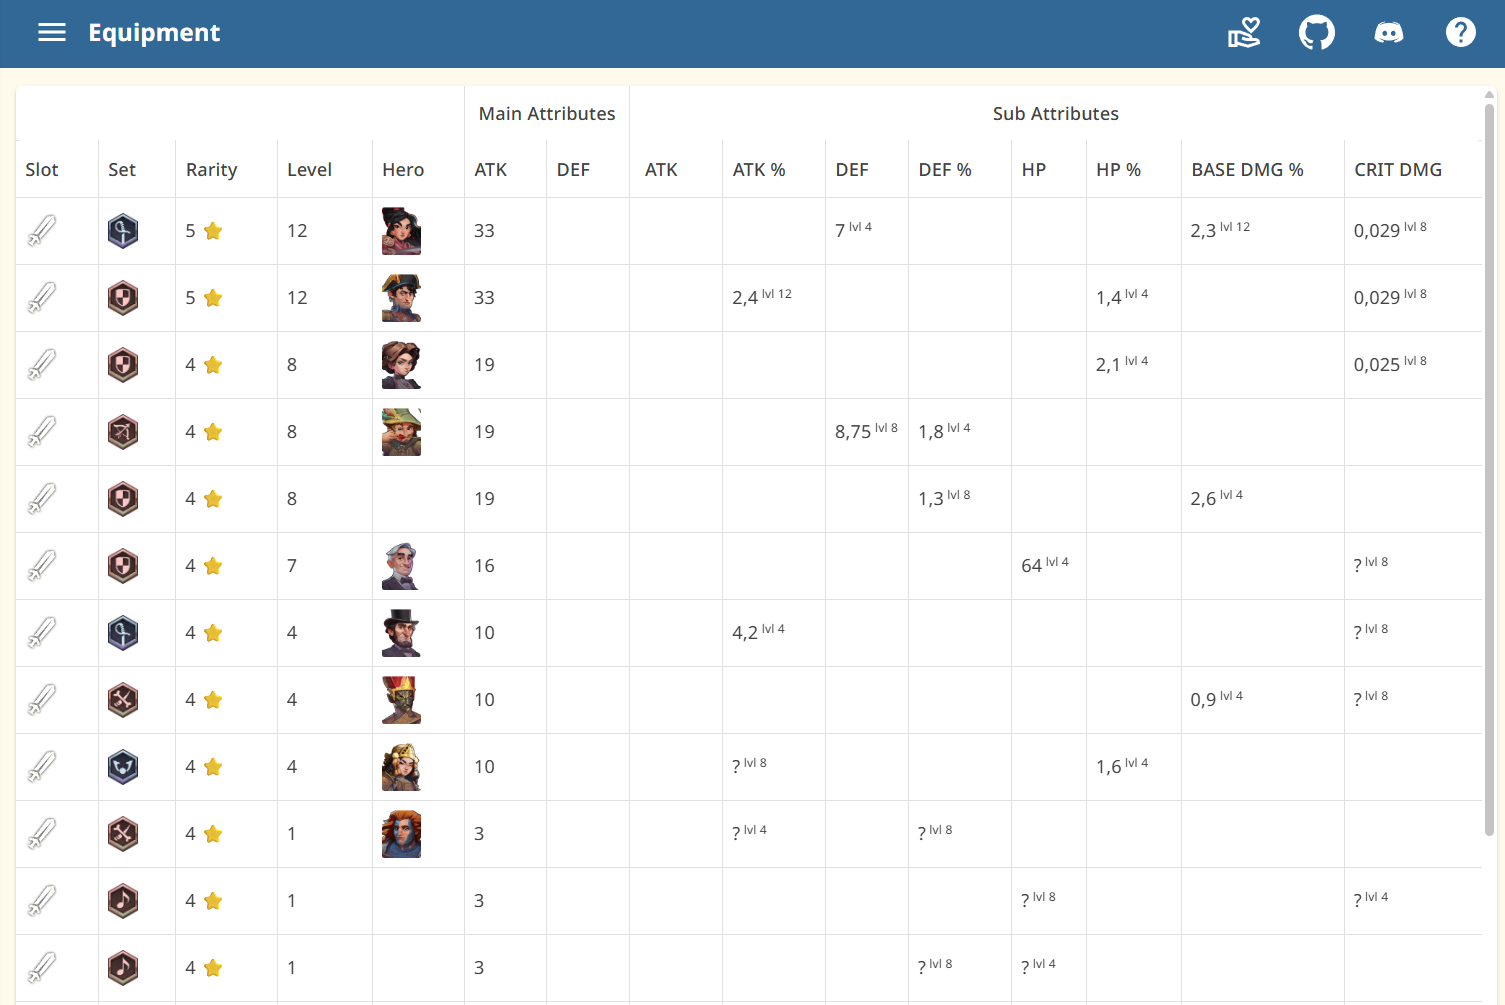 Equipment
Main Attributes Sub Attributes
Slot Set Rarity Level Hero ATK DEF ATK ATK % DEF DEF % HP HP % BASE DMG % CRIT DMG
5 12 33 7 lvl 4 2,3 lvl 12 0,029 lvl 8
5 12 33 2,4 lvl 12 1,4 lvl 4 0,029 lvl 8
4 8 19 2,1 lvl 4 0,025 lvl 8
4 8 19 8,75 lvl 8 1,8 lvl 4
4 8 19 1,3 lvl 8 2,6 lvl 4
4 7 16 64 lvl 4 ? lvl 8
4 4 10 4,2 lvl 4 ? lvl 8
4 4 10 0,9 lvl 4 ? lvl 8
4 4 10 ? lvl 8 1,6 lvl 4
4 1 3 ? lvl 4 ? lvl 8
4 1 3 ? lvl 8 ? lvl 4
4 1 3 ? lvl 8 ? lvl 4